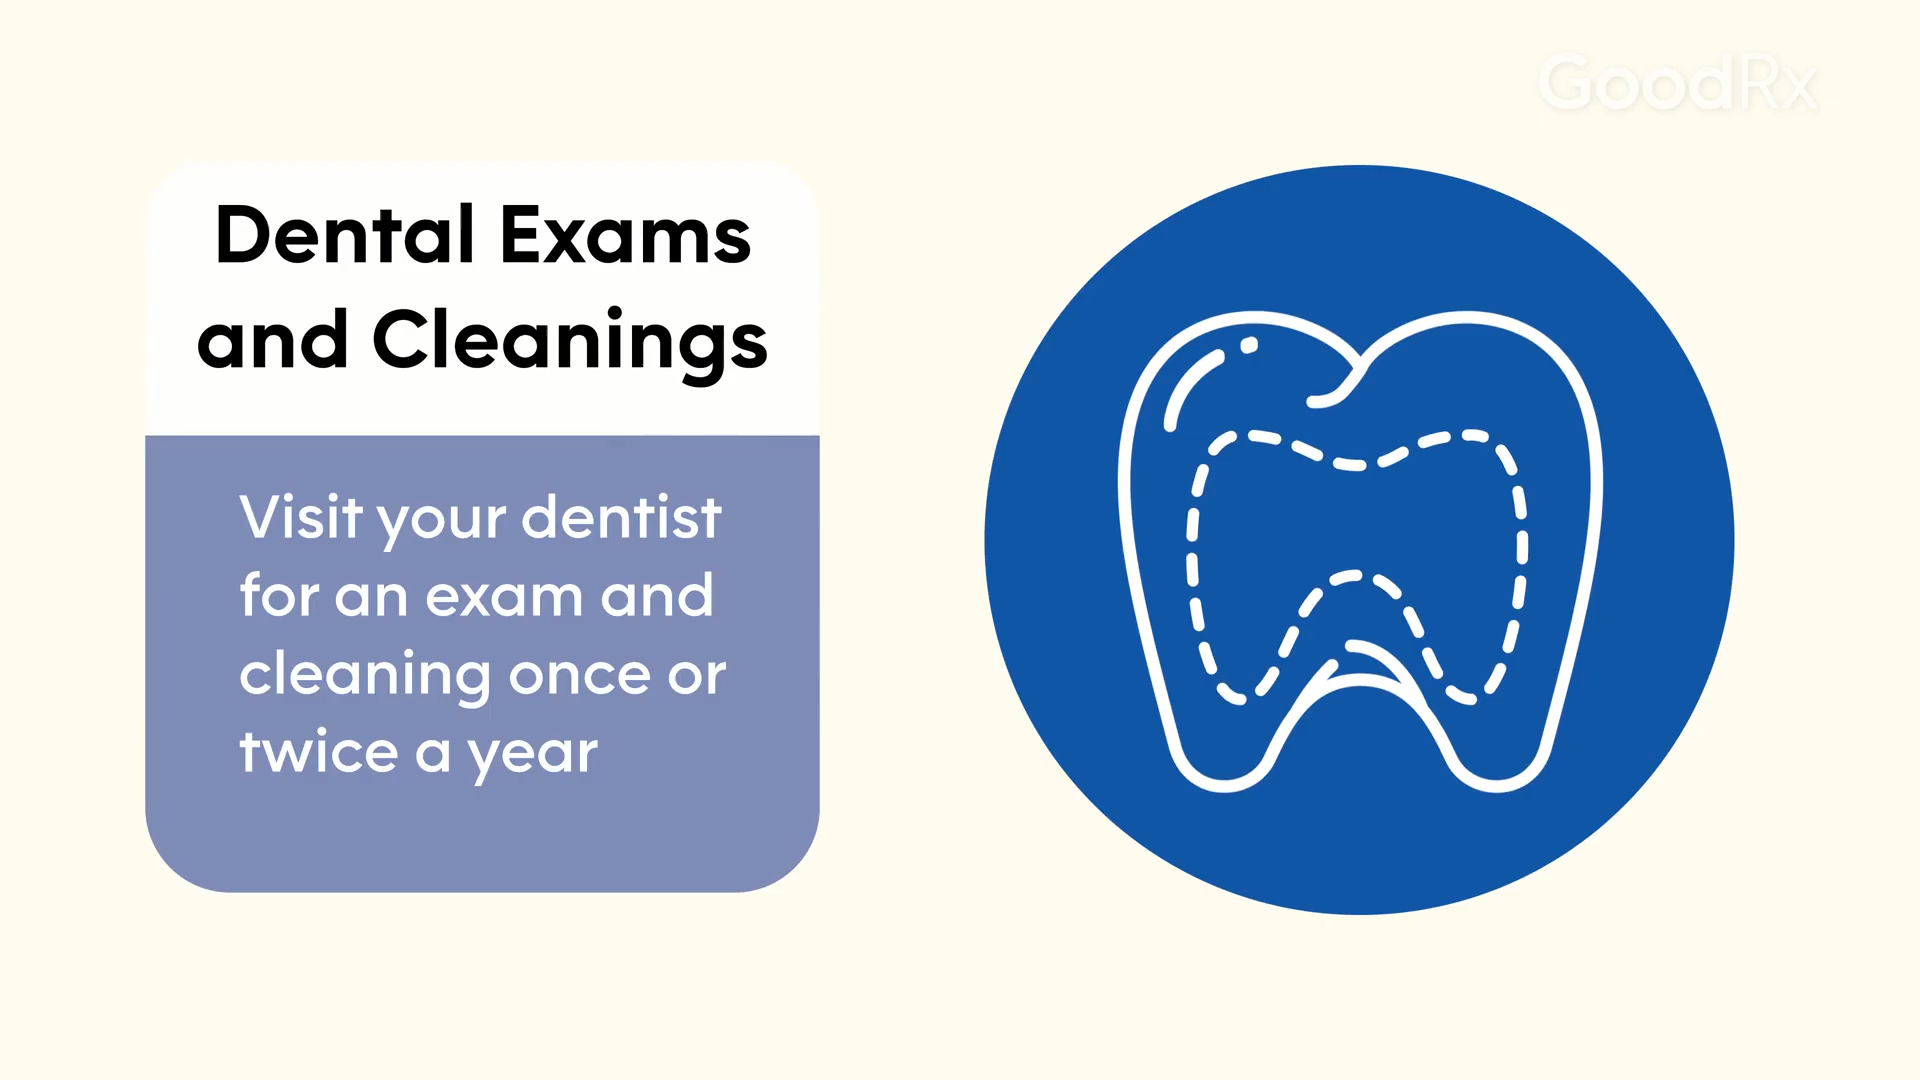 GoodRx
Dental Exams
and Cleanings
Visit your dentist
for an exam and
cleaning once or
twice a year